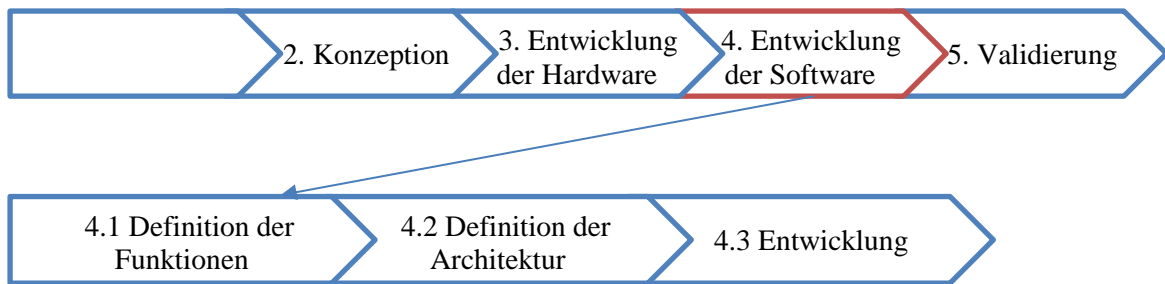 2. Konzeption
3. Entwicklung
der Hardware
4. Entwicklung
der Software
5. Validierung
4.1 Definition der
Funktionen
4.2 Definition der
Architektur
4.3 Entwicklung